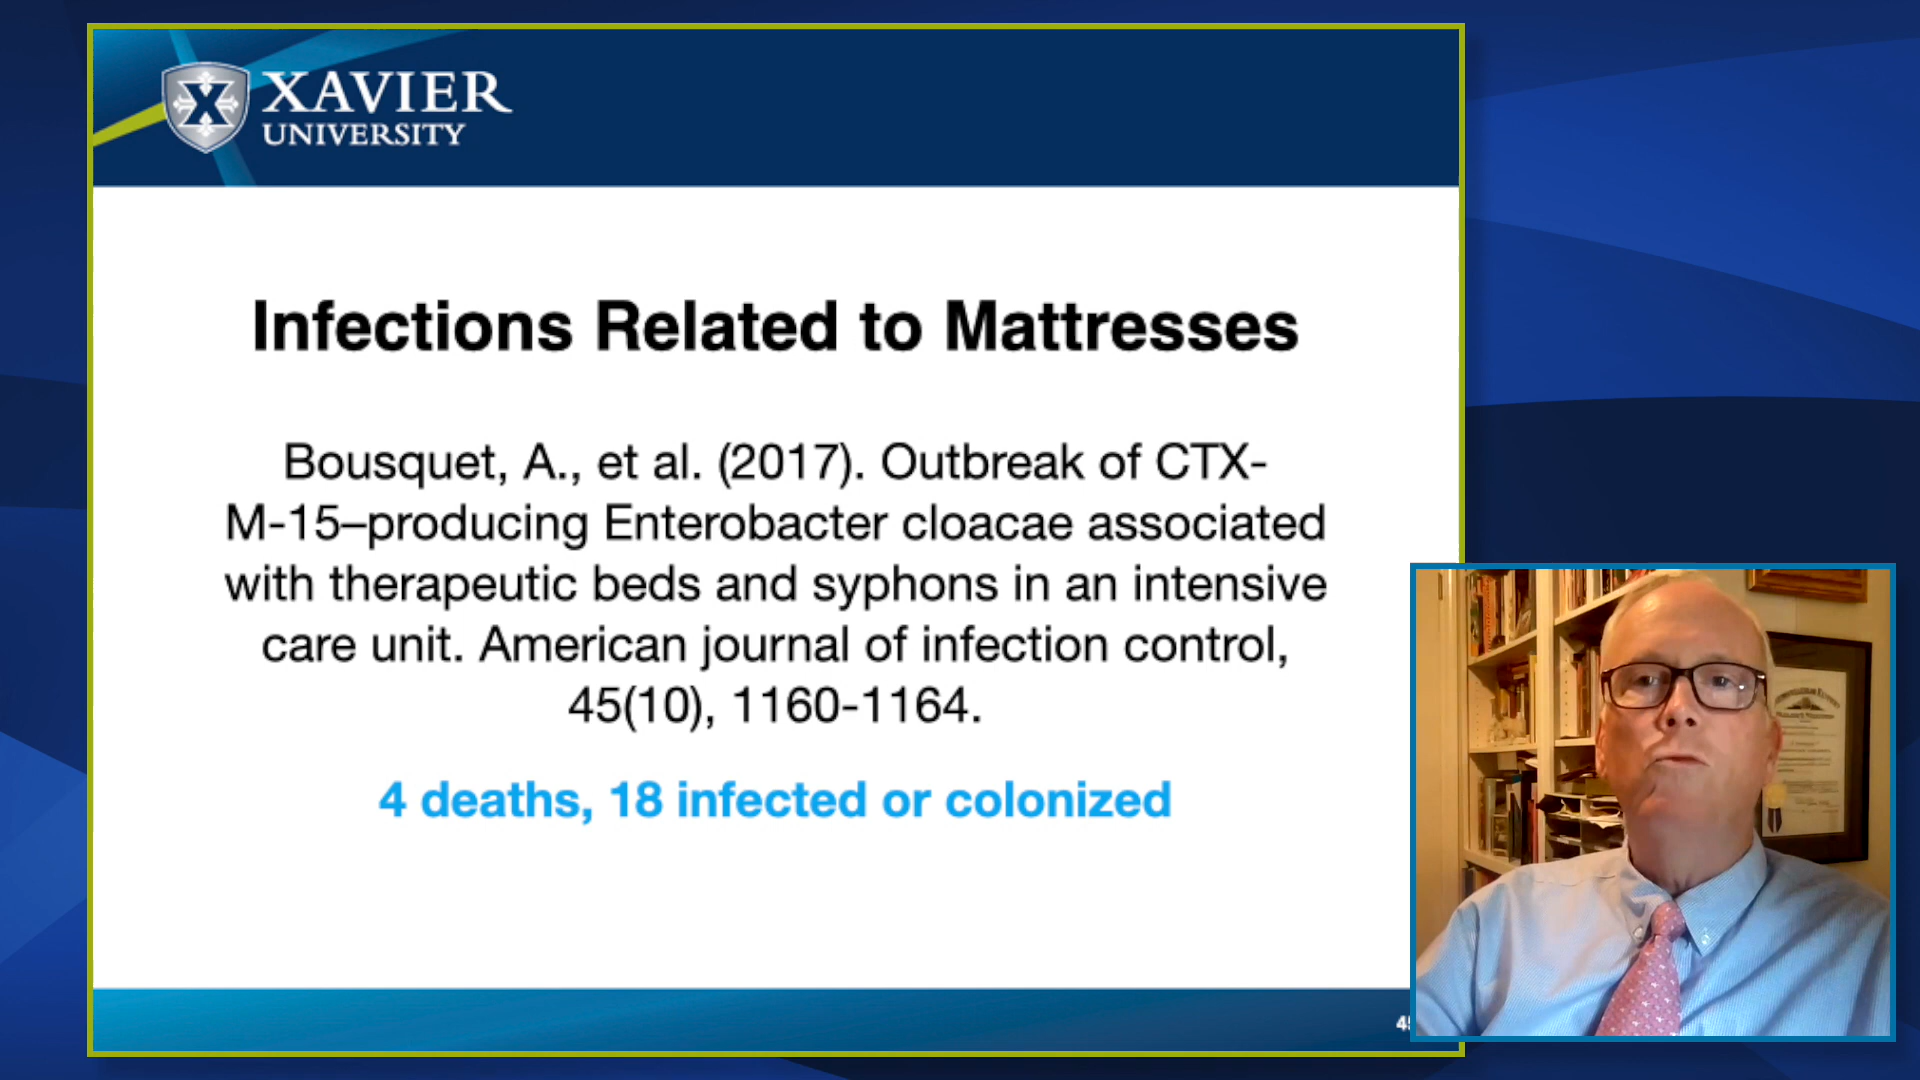 XAVIER
UNIVERSITY
Infections Related to Mattresses
Bousquet, A., et al. (2017). Outbreak of CTX-
M-15–producing Enterobacter cloacae associated
with therapeutic beds and syphons in an intensive
care unit. American journal of infection control,
45(10), 1160-1164.
4 deaths, 18 infected or colonized